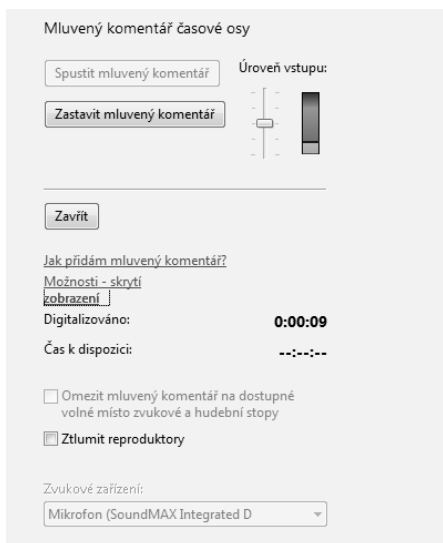 Mluvený komentář časové osy
Spustit mluvený komentář
Úroveň vstupu:
Zastavit mluvený komentář
Zavřít
Jak přidám mluvený komentář?
Možnosti - skrytí
zobrazení
Digitalizováno: 0:00:09
Čas k dispozici: --:--:--
Omezit mluvený komentář na dostupné
volné místo zvukové a hudební stopy
Ztlumit reproduktory
Zvukové zařízení:
Mikrofon (SoundMAX Integrated D